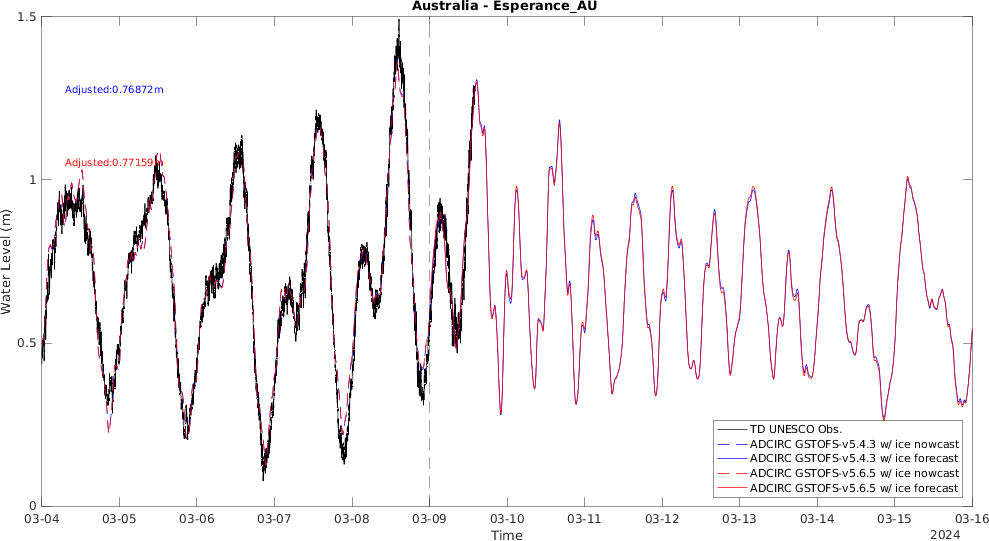 Australia - Esperance_AU
1.5
1
0.5
0
Water Level (m)
Adjusted:0.76872m
Adjusted:0.77159
TD UNESCO Obs.
ADCIRC GSTOFS-v5.4.3 w/ ice nowcast
ADCIRC GSTOFS-v5.4.3 w/ ice forecast
ADCIRC GSTOFS-v5.6.5 w/ ice nowcast
ADCIRC GSTOFS-v5.6.5 w/ ice forecast
03-04 03-05 03-06 03-07 03-08 03-09 03-10 03-11 03-12 03-13 03-14 03-15 03-16
Time
2024